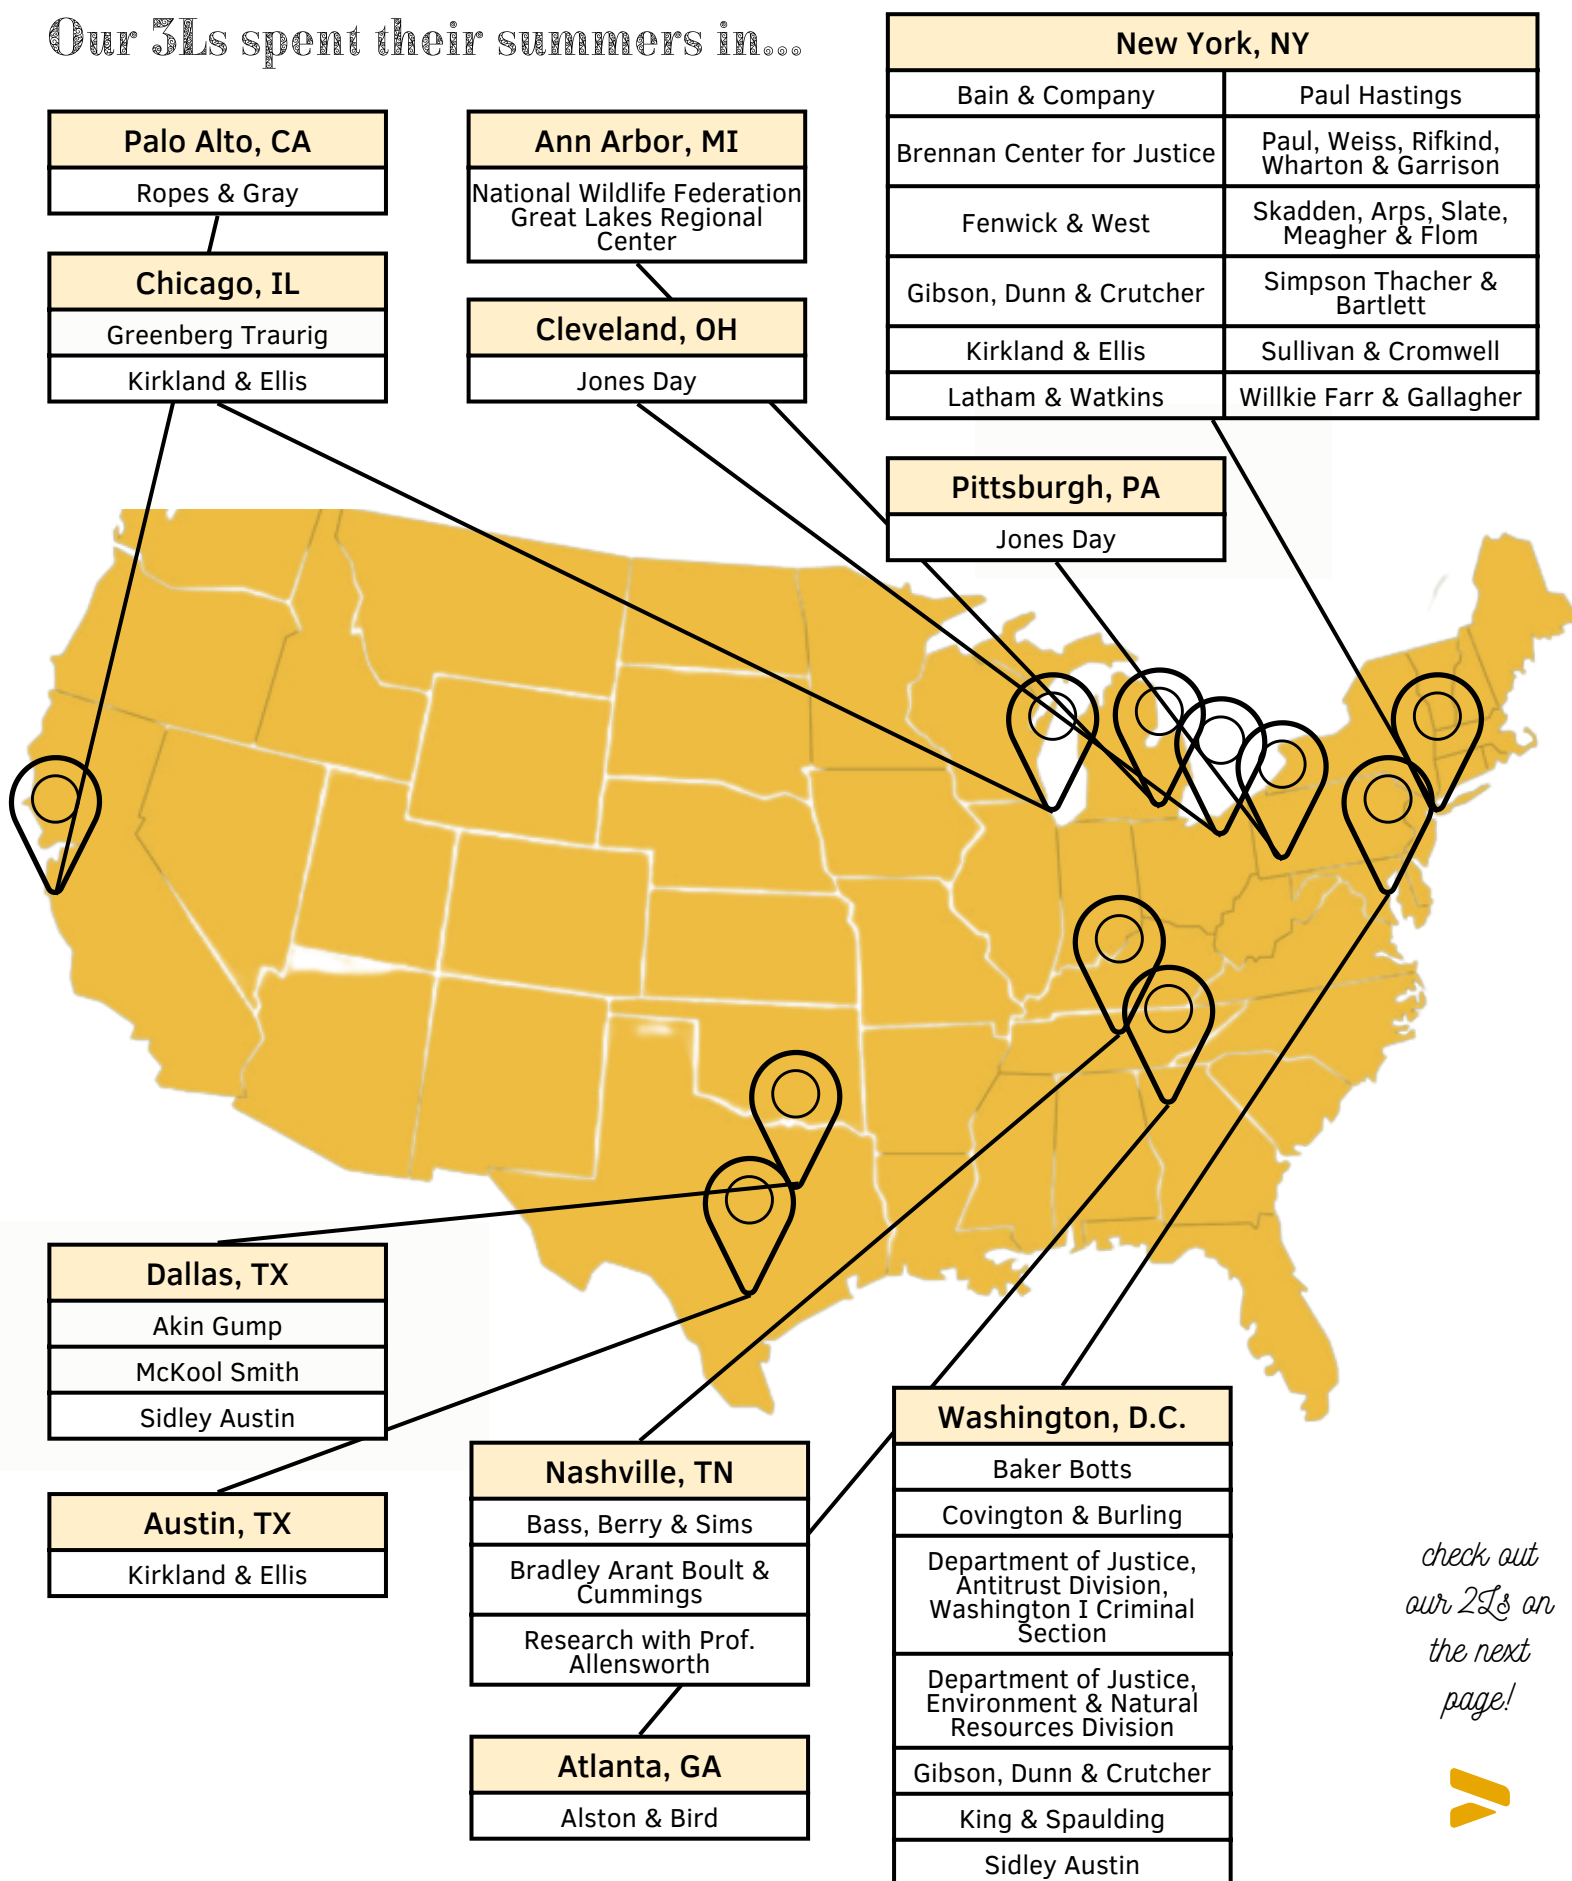 Our 3Ls spent their summers in...
Palo Alto, CA
Ropes & Gray
Chicago, IL
Greenberg Traurig
Kirkland & Ellis
Ann Arbor, MI
National Wildlife Federation
Great Lakes Regional
Center
Cleveland, OH
Jones Day
New York, NY
Bain & Company
Paul Hastings
Brennan Center for Justice
Paul, Weiss, Rifkind,
Wharton & Garrison
Fenwick & West
Skadden, Arps, Slate,
Meagher & Flom
Gibson, Dunn & Crutcher
Simpson Thacher &
Bartlett
Kirkland & Ellis
Sullivan & Cromwell
Latham & Watkins
Willkie Farr & Gallagher
Pittsburgh, PA
Jones Day
Dallas, TX
Akin Gump
McKool Smith
Sidley Austin
Austin, TX
Kirkland & Ellis
Nashville, TN
Bass, Berry & Sims
Bradley Arant Boult &
Cummings
Research with Prof.
Allensworth
Atlanta, GA
Alston & Bird
Washington, D.C.
Baker Botts
Covington & Burling
Department of Justice,
Antitrust Division,
Washington I Criminal
Section
Department of Justice,
Environment & Natural
Resources Division
Gibson, Dunn & Crutcher
King & Spaulding
Sidley Austin
check out
our 2Ls on
the next
page!